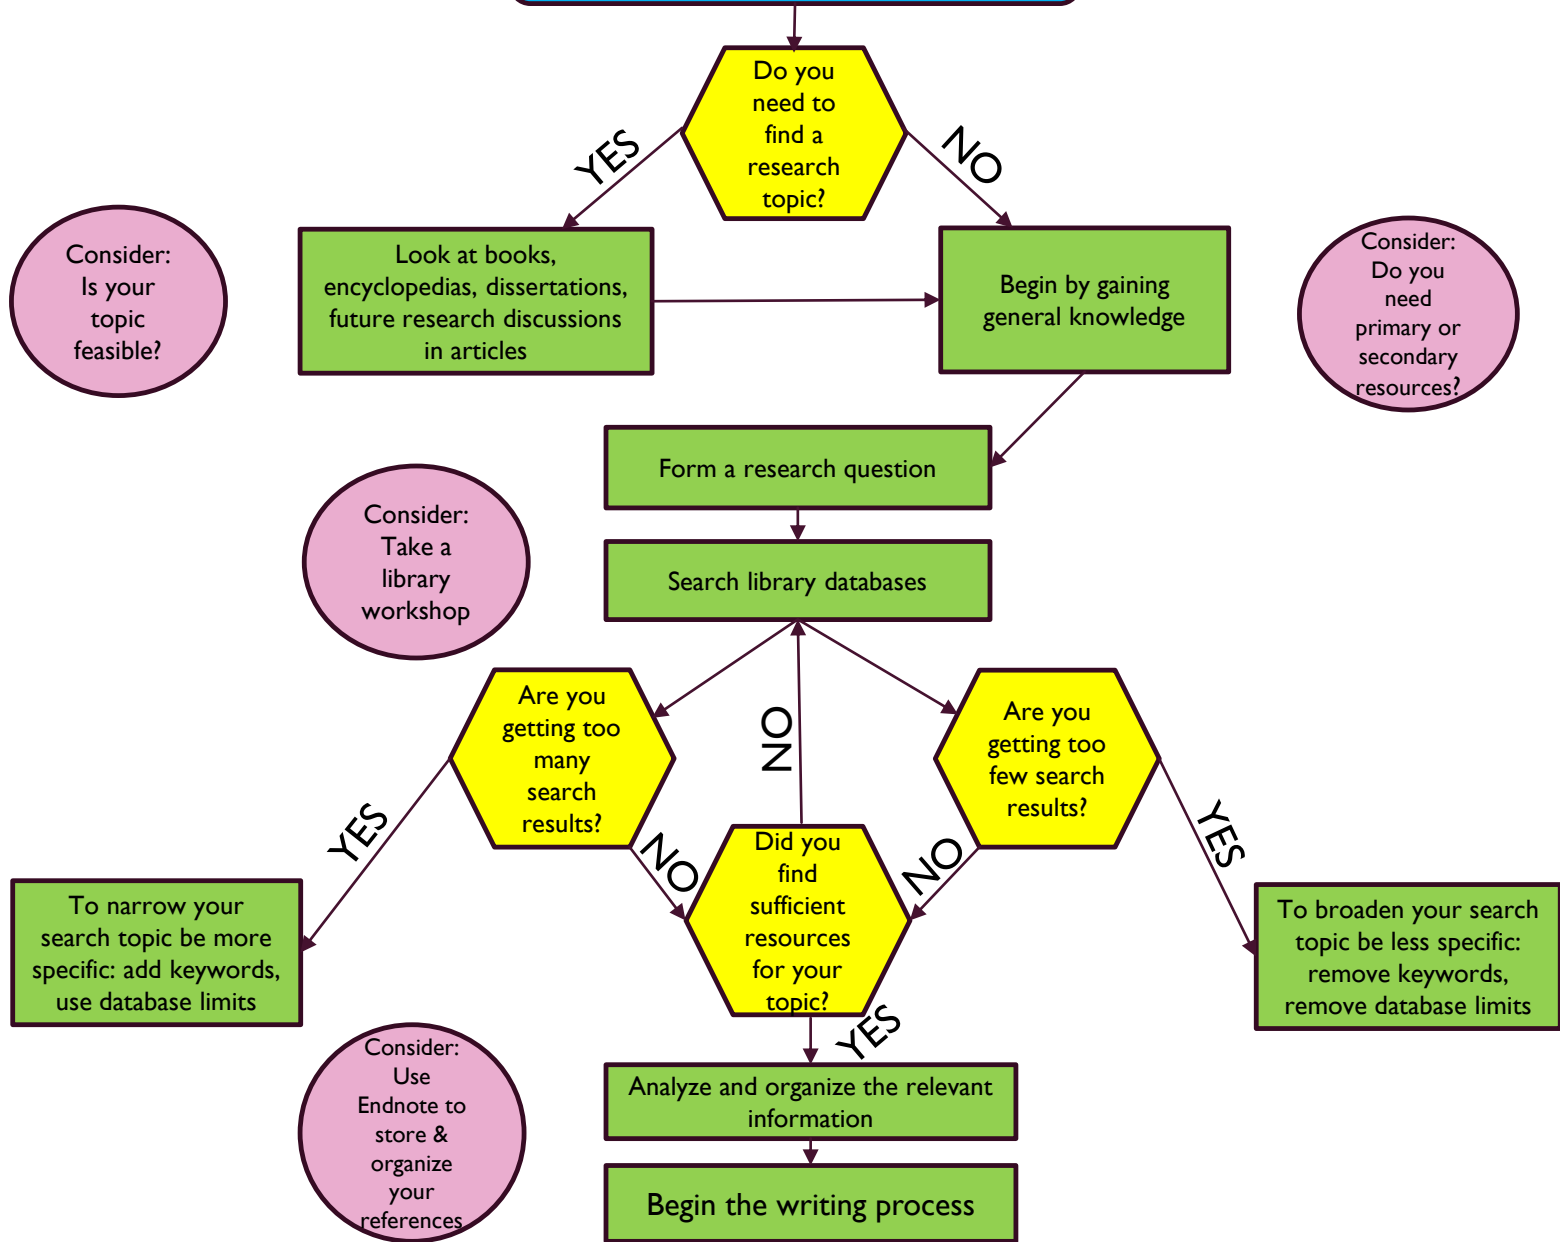 Do you
need to
find a
research
topic?
YES
NO
Consider:
Is your
topic
feasible?
Look at books,
encyclopedias, dissertations,
future research discussions
in articles
Begin by gaining
general knowledge
Consider:
Do you
need
primary or
secondary
resources?
Form a research question
Consider:
Take a
library
workshop
Search library databases
Are you
getting too
many
search
results?
NO
Are you
getting too
few search
results?
YES
NO
Did you
find
sufficient
resources
for your
topic?
NO
YES
To narrow your
search topic be more
specific: add keywords,
use database limits
To broaden your search
topic be less specific:
remove keywords,
remove database limits
YES
Consider:
Use
Endnote to
store &
organize
your
references
Analyze and organize the relevant
information
Begin the writing process